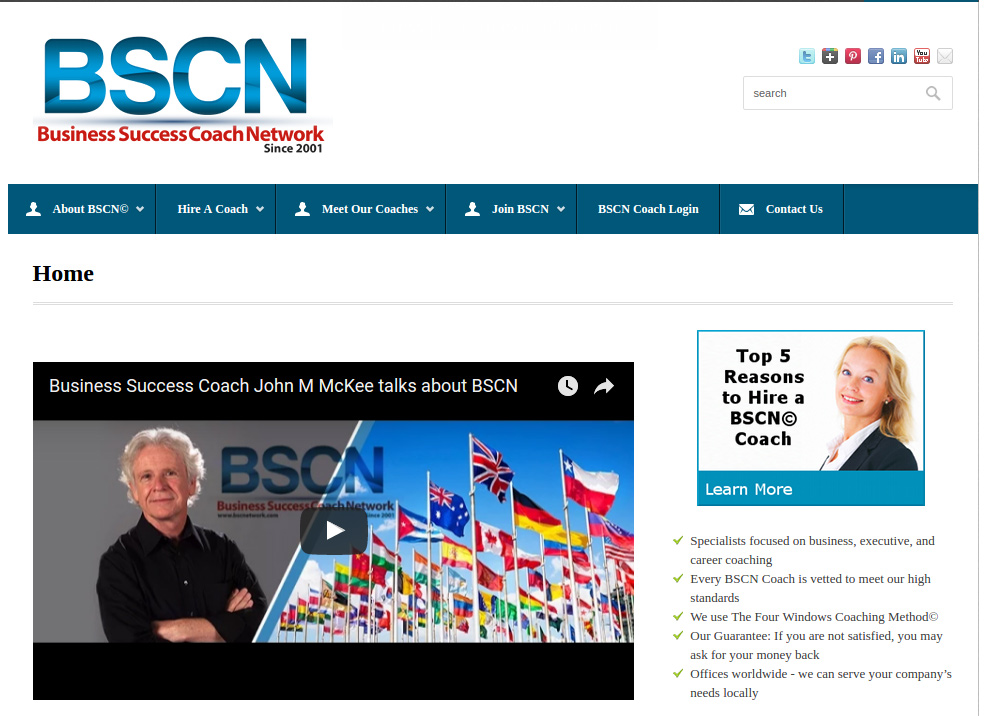 BSCN
Business Success Coach Network
Since 2001
You
Tube
search
About BSCN©
Hire A Coach
Meet Our Coaches
Join BSCN
BSCN Coach Login
Contact Us
Home
Business Success Coach John M McKee talks about BSCN
BSCN
Business Success Coach Network
www.bscnetwork.com Since 2001
Top 5
Reasons
to Hire a
BSCN©
Coach
Learn More
Specialists focused on business, executive, and
career coaching
Every BSCN Coach is vetted to meet our high
standards
We use The Four Windows Coaching Method©
Our Guarantee: If you are not satisfied, you may
ask for your money back
Offices worldwide - we can serve your company’s
needs locally